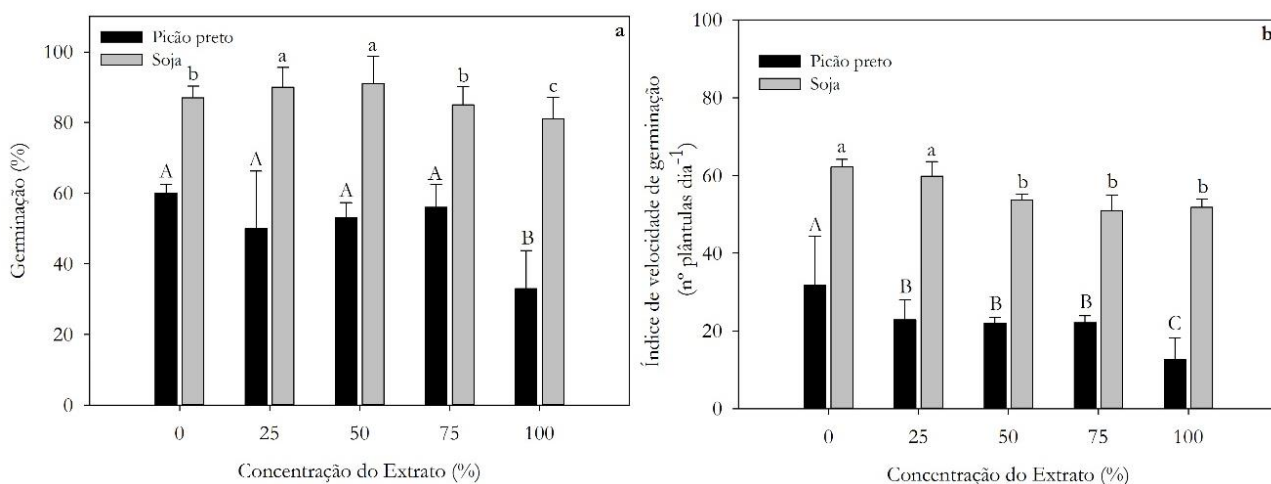 a
Picão preto
Soja
100
80
60
40
20
0
Germinação (%)
b
a
a
b
c
A
A
A
A
B
0
25
50
75
100
Concentração do Extrato (%)
b
Picão preto
Soja
100
80
60
40
20
0
Índice de velocidade de germinação
(nº plântulas dia⁻¹)
a
a
b
b
b
A
B
B
B
C
0
25
50
75
100
Concentração do Extrato (%)